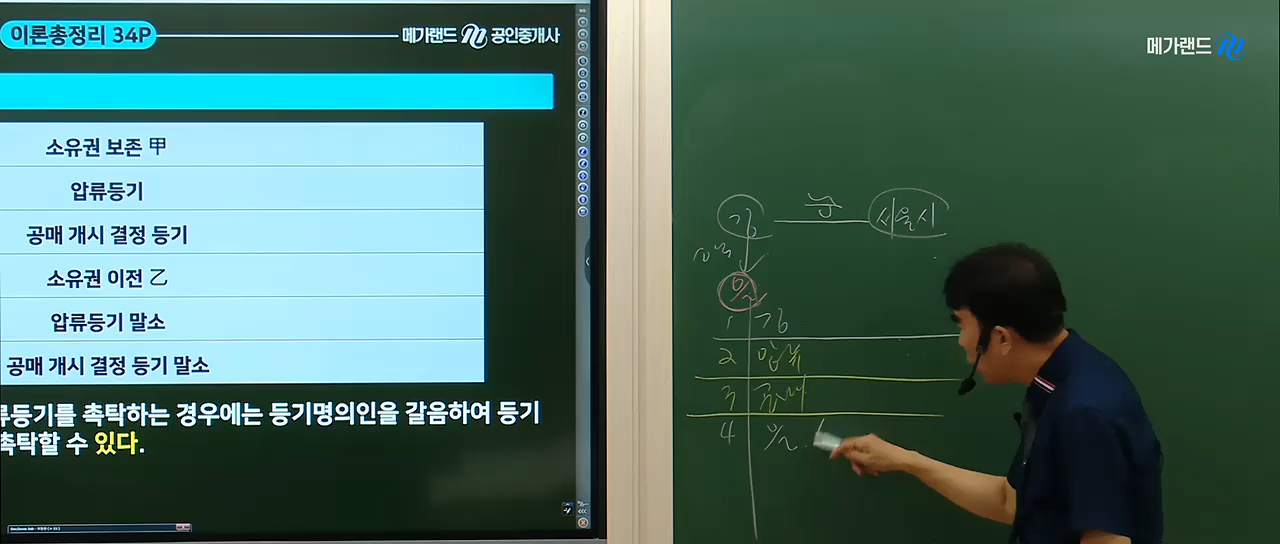 이론총정리 34P
메가랜드 공인중개사
소유권 보존 甲
압류등기
공매 개시 결정 등기
소유권 이전 乙
압류등기 말소
공매 개시 결정 등기 말소
류등기를 촉탁하는 경우에는 등기명의인을 갈음하여 등기
촉탁할 수 있다.
메가랜드
서울시
1
2 압류
3 공매
4 을